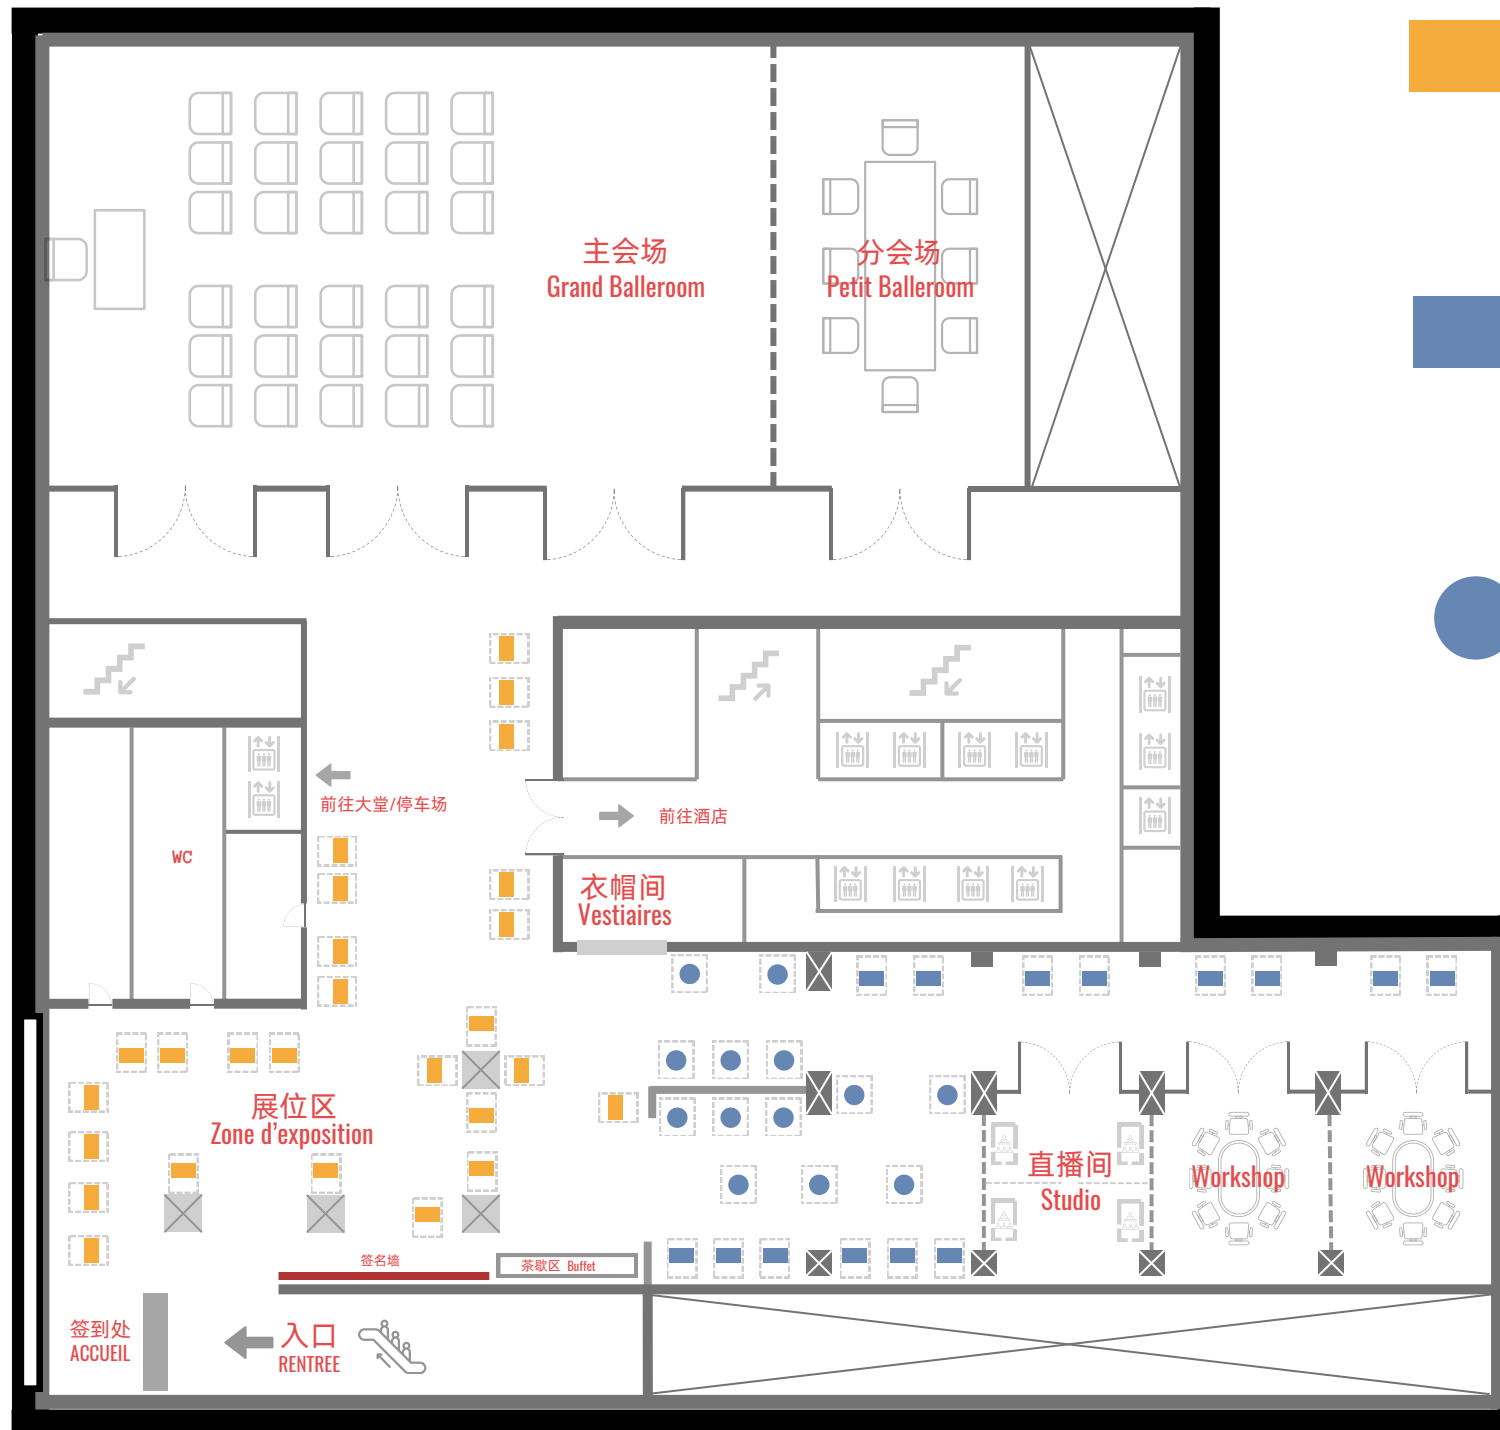 主会场
Grand Balleroom
分会场
Petit Balleroom
前往大堂/停车场
前往酒店
WC
衣帽间
Vestiaires
展位区
Zone d'exposition
直播间
Studio
Workshop
Workshop
签名墙
茶歇区 Buffet
签到处
ACCUEIL
入口
RENTREE